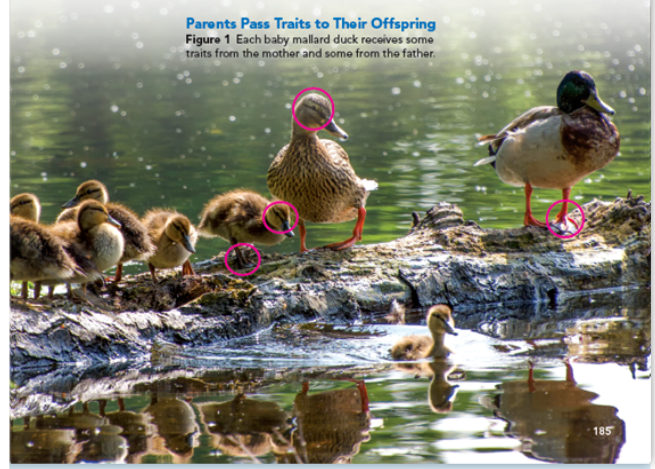 Parents Pass Traits to Their Offspring
Figure 1 Each baby mallard duck receives some
traits from the mother and some from the father.
185